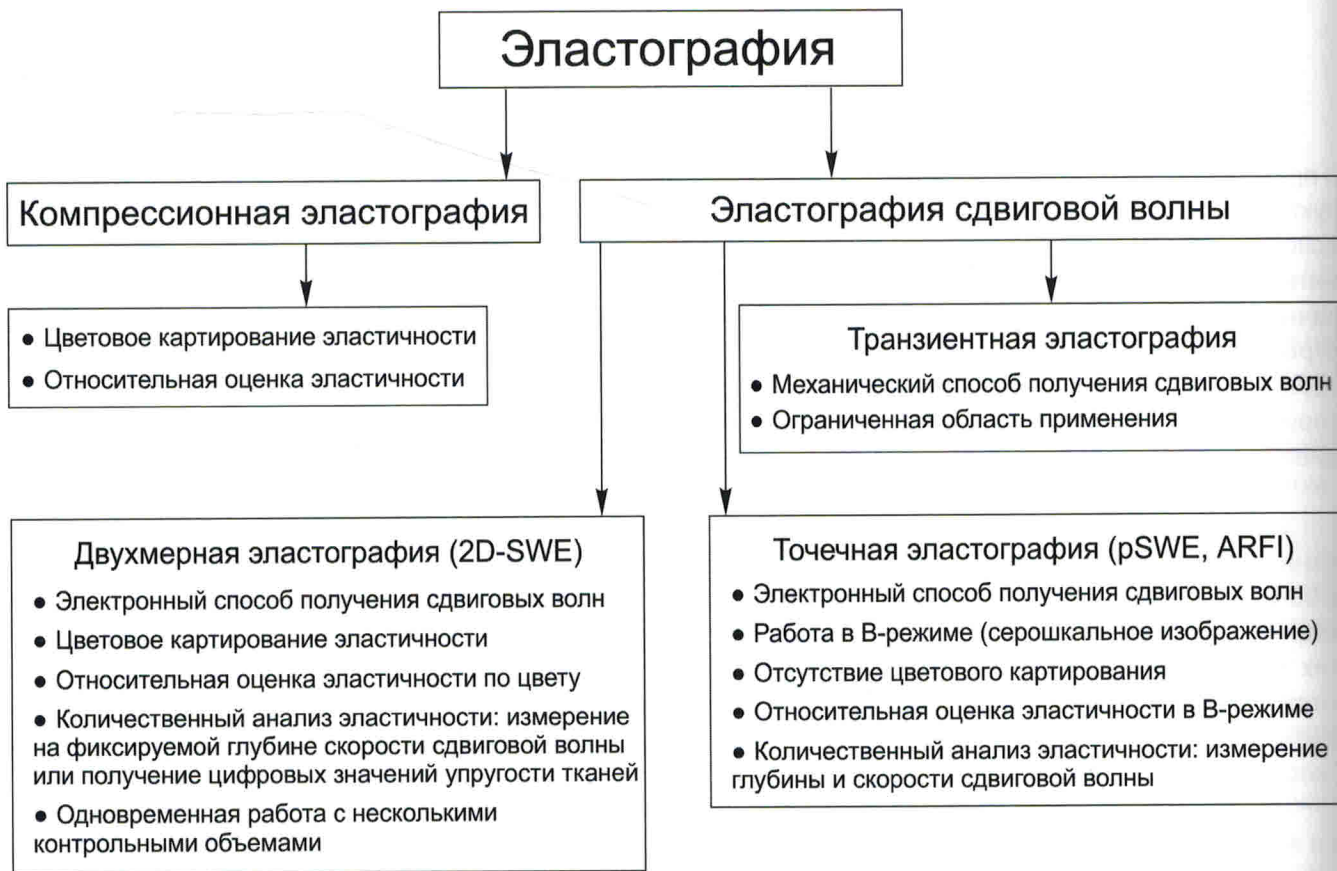 Эластография
Компрессионная эластография
Эластография сдвиговой волны
● Цветовое картирование эластичности
● Относительная оценка эластичности
Транзиентная эластография
● Механический способ получения сдвиговых волн
● Ограниченная область применения
Двухмерная эластография (2D-SWE)
● Электронный способ получения сдвиговых волн
● Цветовое картирование эластичности
● Относительная оценка эластичности по цвету
● Количественный анализ эластичности: измерение
на фиксируемой глубине скорости сдвиговой волны
или получение цифровых значений упругости тканей
● Одновременная работа с несколькими
контрольными объемами
Точечная эластография (pSWE, ARFI)
● Электронный способ получения сдвиговых волн
● Работа в В-режиме (серошкальное изображение)
● Отсутствие цветового картирования
● Относительная оценка эластичности в В-режиме
● Количественный анализ эластичности: измерение
глубины и скорости сдвиговой волны